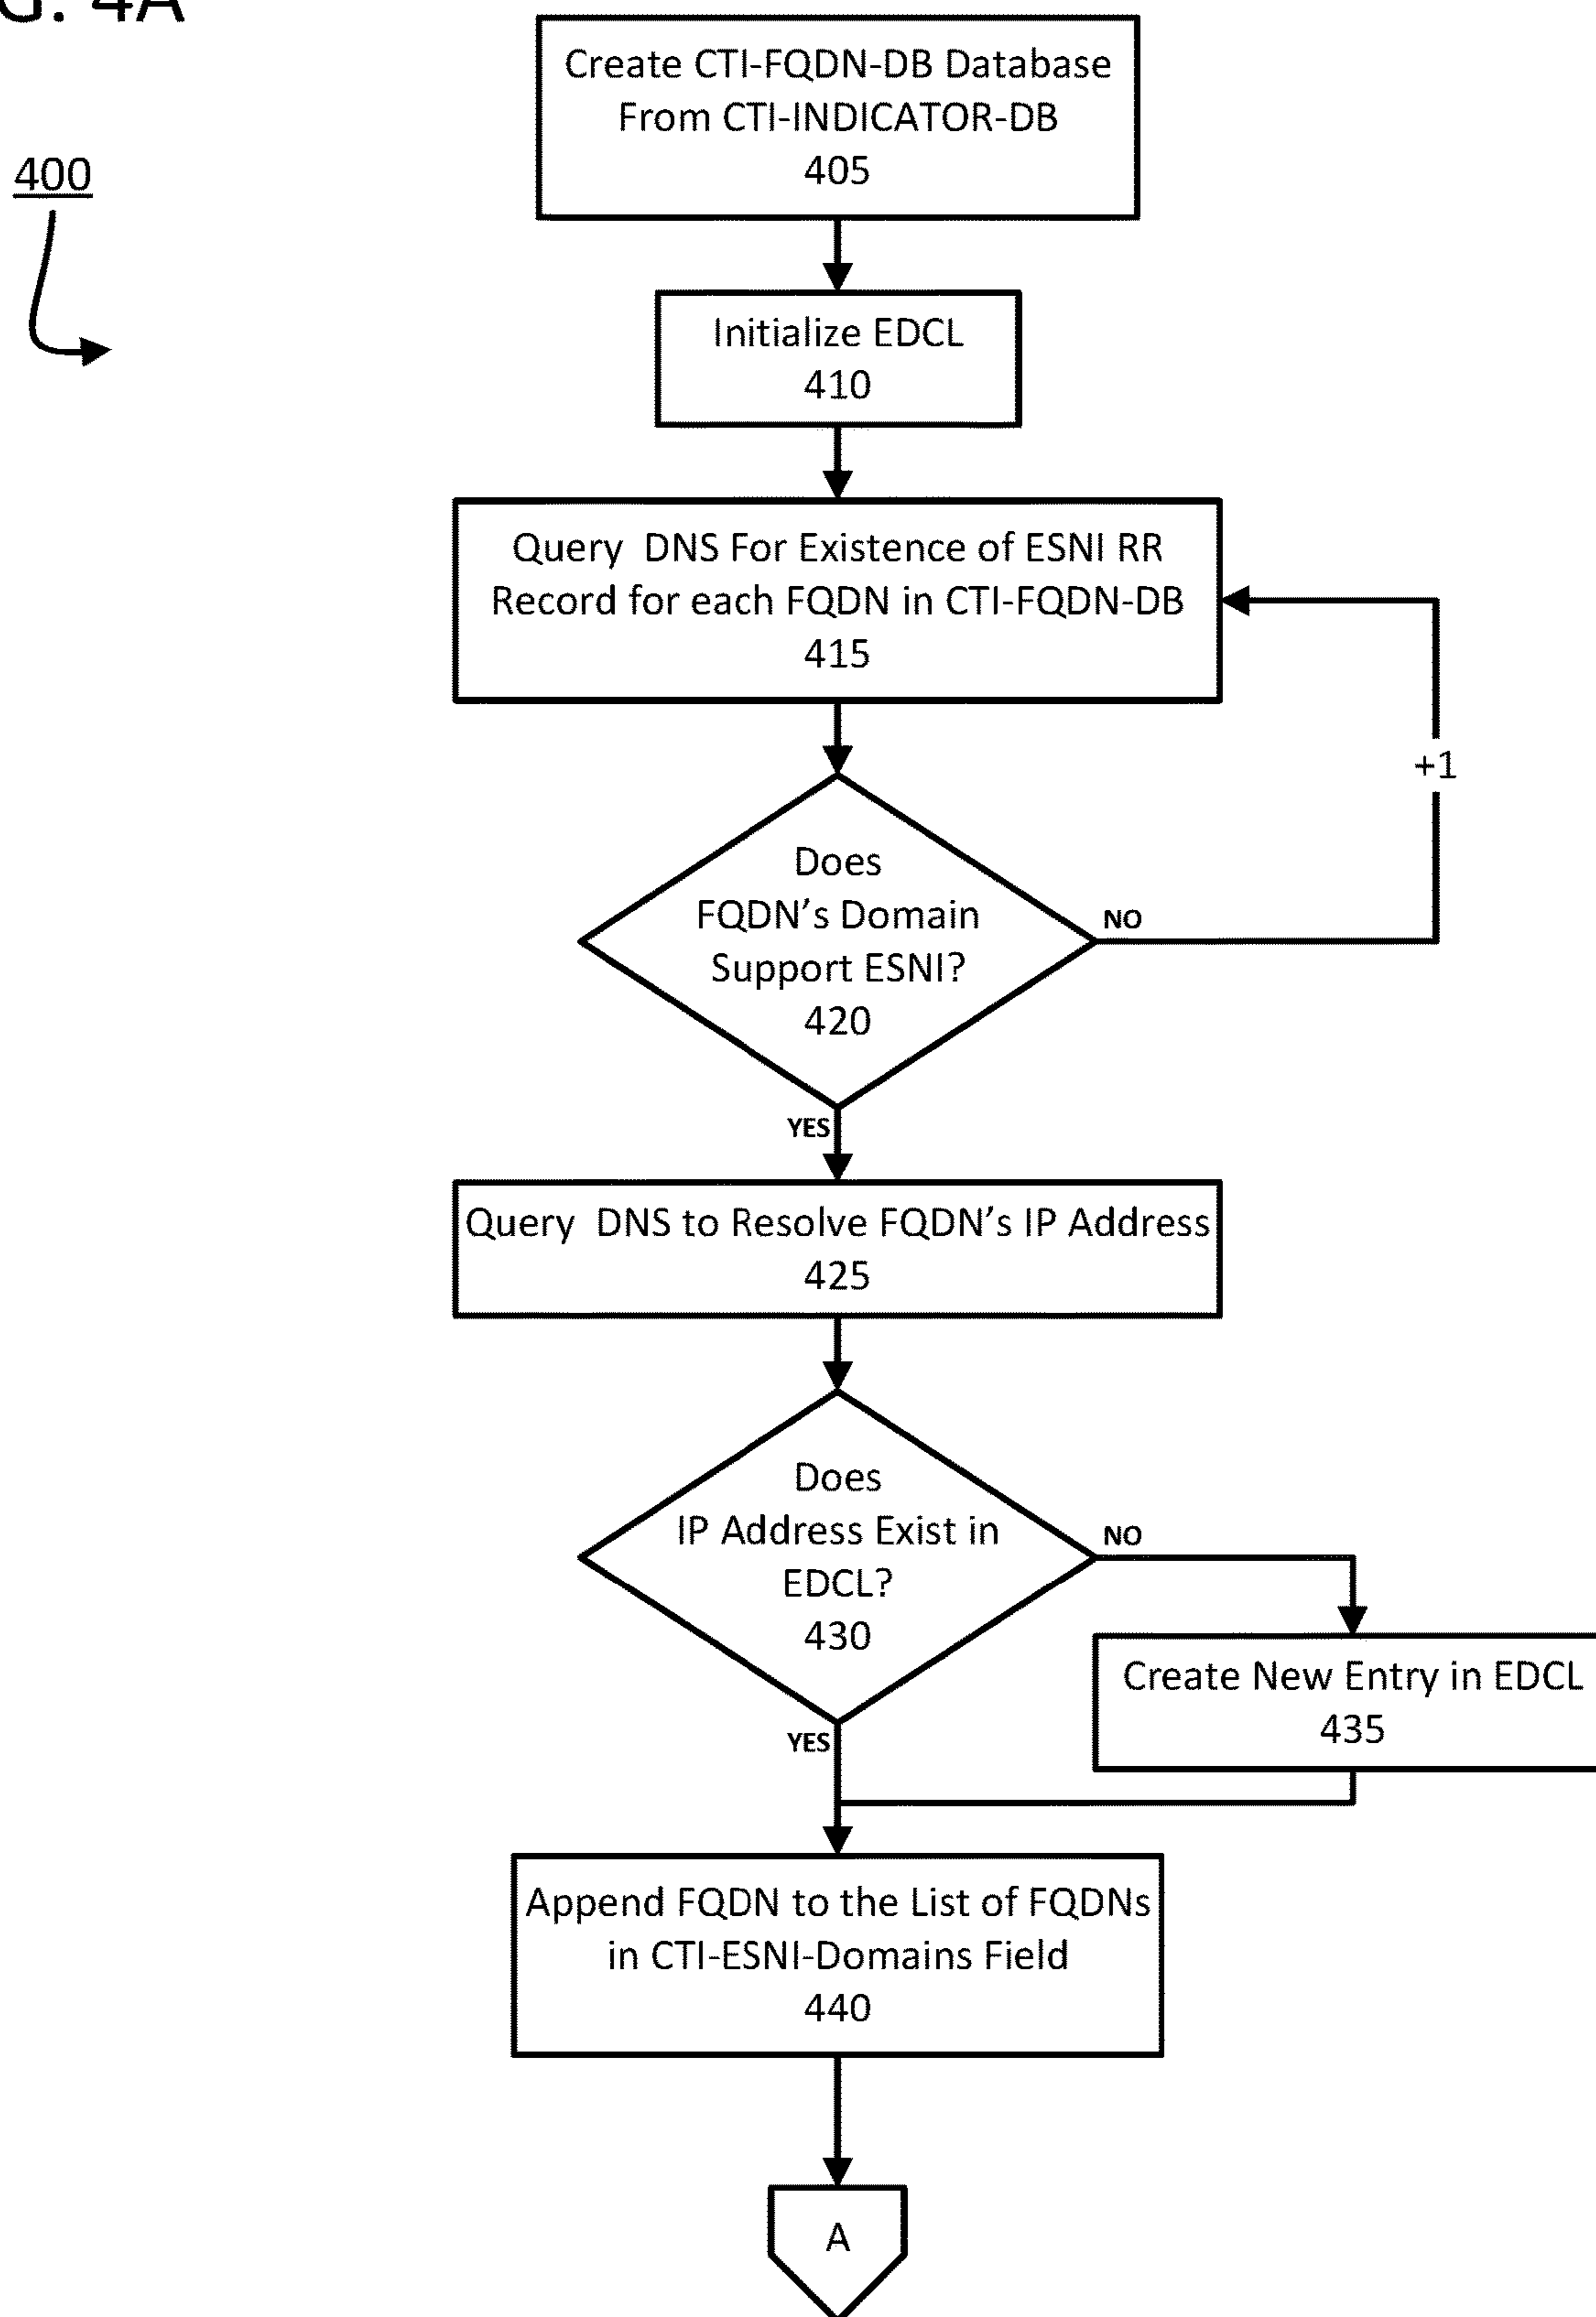 G. 4A
400
Create CTI-FQDN-DB Database
From CTI-INDICATOR-DB
405
Initialize EDCL
410
Query DNS For Existence of ESNI RR
Record for each FQDN in CTI-FQDN-DB
415
+1
Does
FQDN’s Domain
Support ESNI?
420
NO
YES
Query DNS to Resolve FQDN’s IP Address
425
Does
IP Address Exist in
EDCL?
430
NO
YES
Create New Entry in EDCL
435
Append FQDN to the List of FQDNs
in CTI-ESNI-Domains Field
440
A